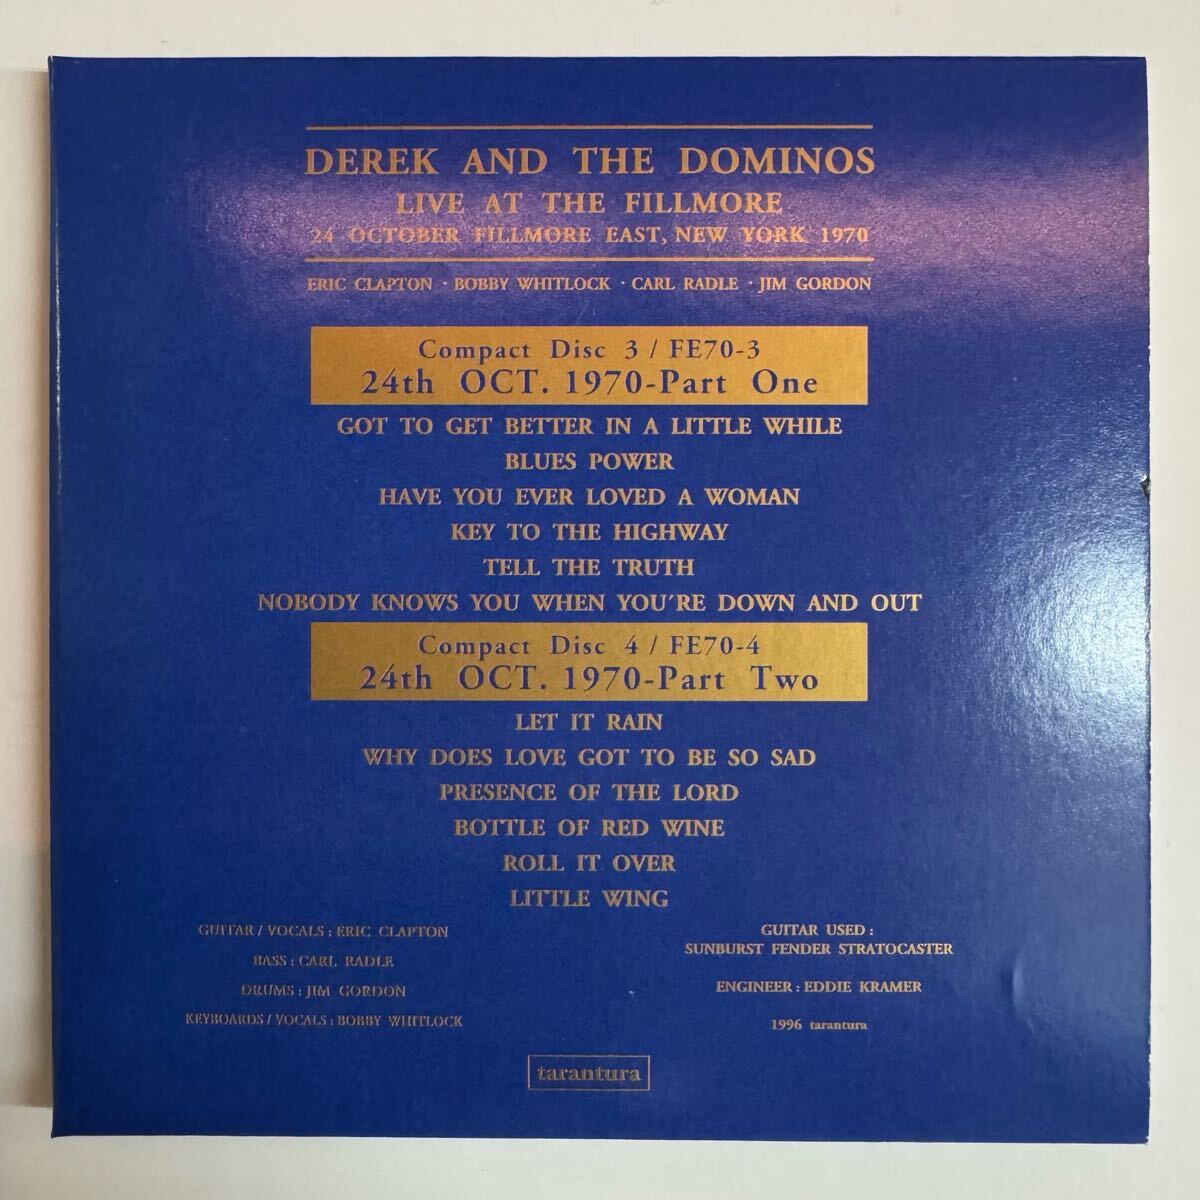 DEREK AND THE DOMINOS
LIVE AT THE FILLMORE
24 OCTOBER FILLMORE EAST, NEW YORK 1970
ERIC CLAPTON · BOBBY WHITLOCK · CARL RADLE · JIM GORDON
Compact Disc 3 / FE70-3
24th OCT. 1970-Part One
GOT TO GET BETTER IN A LITTLE WHILE
BLUES POWER
HAVE YOU EVER LOVED A WOMAN
KEY TO THE HIGHWAY
TELL THE TRUTH
NOBODY KNOWS YOU WHEN YOU'RE DOWN AND OUT
Compact Disc 4 / FE70-4
24th OCT. 1970-Part Two
LET IT RAIN
WHY DOES LOVE GOT TO BE SO SAD
PRESENCE OF THE LORD
BOTTLE OF RED WINE
ROLL IT OVER
LITTLE WING
GUITAR / VOCALS : ERIC CLAPTON
BASS : CARL RADLE
DRUMS : JIM GORDON
KEYBOARDS / VOCALS : BOBBY WHITLOCK
GUITAR USED :
SUNBURST FENDER STRATOCASTER
ENGINEER : EDDIE KRAMER
1996 tarantura
tarantura